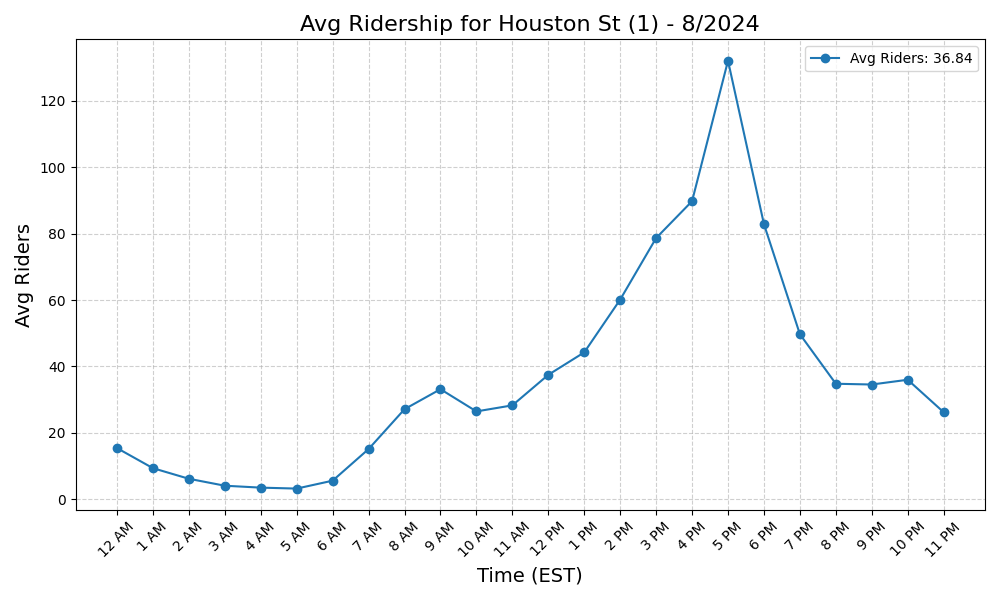 Avg Ridership for Houston St (1) - 8/2024
Avg Riders: 36.84
Avg Riders
120
100
80
60
40
20
0
12 AM
1 AM
2 AM
3 AM
4 AM
5 AM
6 AM
7 AM
8 AM
9 AM
10 AM
11 AM
12 PM
1 PM
2 PM
3 PM
4 PM
5 PM
6 PM
7 PM
8 PM
9 PM
10 PM
11 PM
Time (EST)